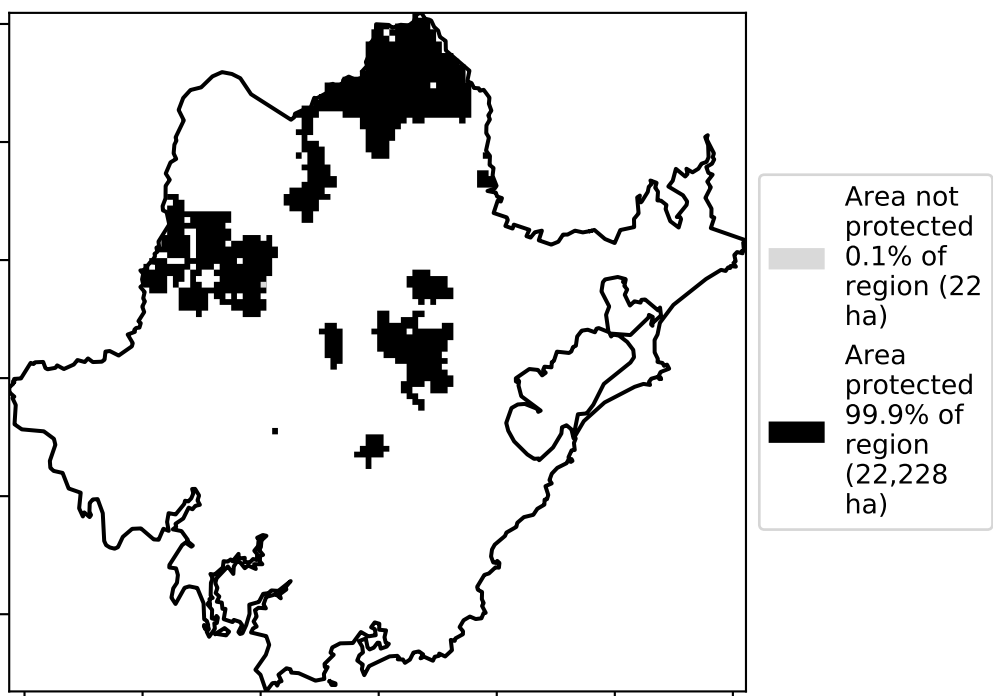 Area not
protected
0.1% of
region (22
ha)
Area
protected
99.9% of
region
(22,228
ha)